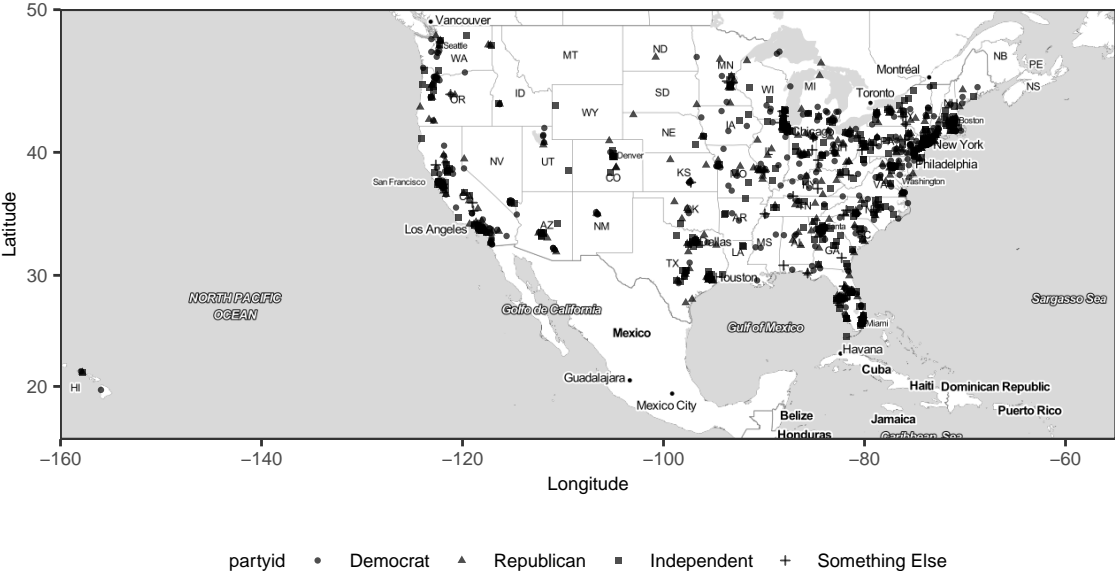 50
40
30
20
Latitude
Vancouver
Seattle
WA
MT
ND
MN
Montréal
NB
PE
NS
OR
ID
SD
WI
MI
Toronto
WY
IA
Boston
NE
Chicago
New York
NV
UT
Denver
CO
KS
MO
Philadelphia
Washington
San Francisco
VA
Los Angeles
AZ
NM
OK
AR
TN
Dallas
MS
GA
LA
TX
Houston
NORTH PACIFIC
OCEAN
Golfo de California
Mexico
Gulf of Mexico
Miami
Sargasso Sea
Havana
Cuba
HI
Guadalajara
Mexico City
Haiti
Dominican Republic
Belize
Jamaica
Puerto Rico
Honduras
Caribbean Sea
−160
−140
−120
−100
−80
−60
Longitude
partyid
Democrat
Republican
Independent
Something Else